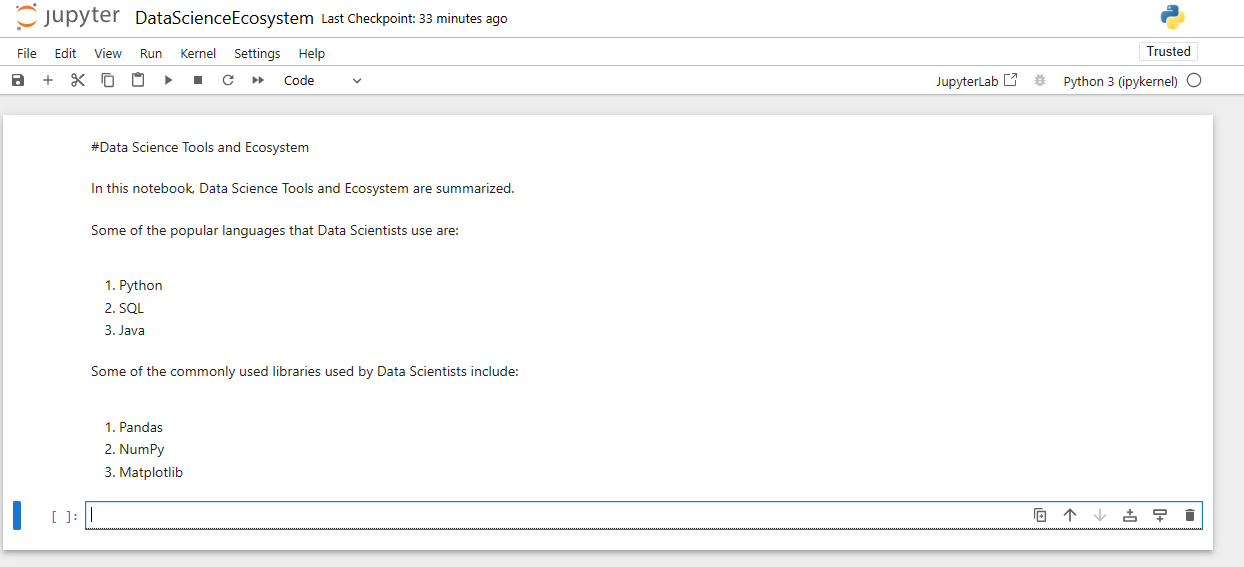 jupyter DataScienceEcosystem Last Checkpoint: 33 minutes ago
File Edit View Run Kernel Settings Help Trusted
Code JupyterLab Python 3 (ipykernel)
#Data Science Tools and Ecosystem
In this notebook, Data Science Tools and Ecosystem are summarized.
Some of the popular languages that Data Scientists use are:
1. Python
2. SQL
3. Java
Some of the commonly used libraries used by Data Scientists include:
1. Pandas
2. NumPy
3. Matplotlib
[ ]: